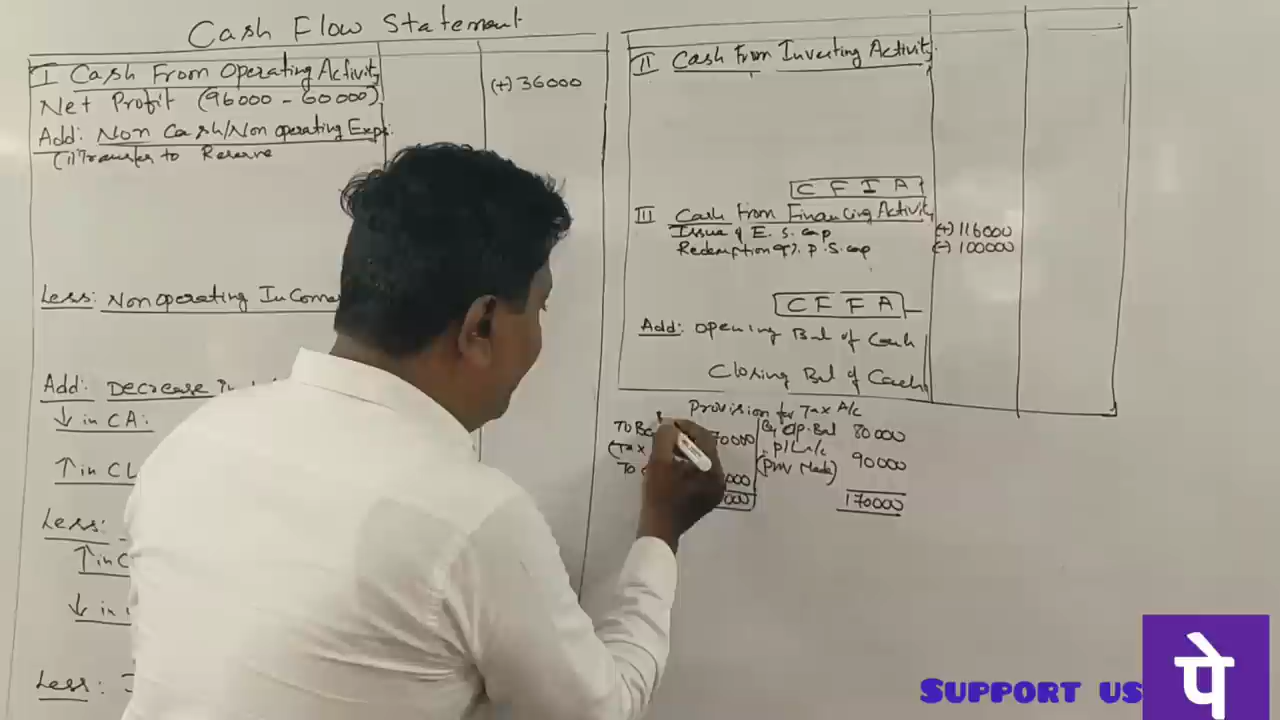 Cash Flow Statement
I Cash From Operating Activity
Net Profit (96000 - 60000)
(+) 36000
Add: Non Cash/Non operating Exps:
(1) Transfer to Reserve
Less: Non operating Income
Add: Decrease
↓ in CA:
↑ in CL
Less:
↑ in C
↓ in
Less:
II Cash From Investing Activity
C F I A
III Cash From Financing Activity
Issue of E. S. cap (+) 116000
Redemption of P. S. cap (-) 100000
C F F A
Add: Opening Bal of Cash
Closing Bal of Cash
Provision for Tax A/c
To 70000 By Op. Bal 80000
(Tax P/L A/c
To (Prov Made) 90000
000
000 170000
SUPPORT US
पे